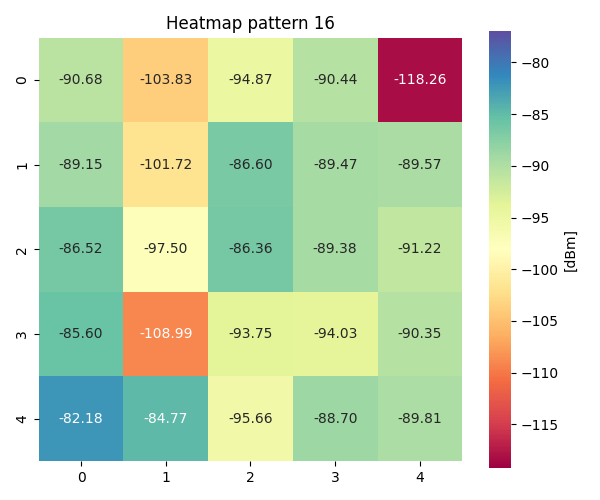 Heatmap pattern 16
0 -90.68 -103.83 -94.87 -90.44 -118.26
1 -89.15 -101.72 -86.60 -89.47 -89.57
2 -86.52 -97.50 -86.36 -89.38 -91.22
3 -85.60 -108.99 -93.75 -94.03 -90.35
4 -82.18 -84.77 -95.66 -88.70 -89.81
0 1 2 3 4
−80
−85
−90
−95
−100
−105
−110
−115
[dBm]